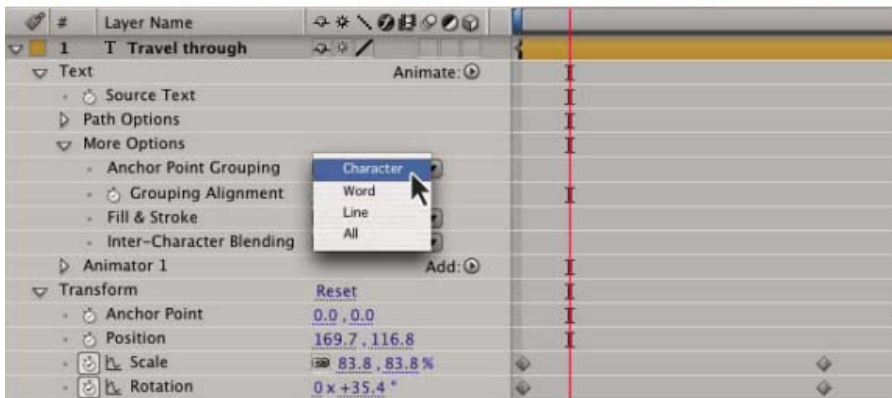 # Layer Name
1 T Travel through
Text Animate:
Source Text
Path Options
More Options
Anchor Point Grouping Character
Word
Grouping Alignment
Line
Fill & Stroke
All
Inter-Character Blending
Animator 1 Add:
Transform Reset
Anchor Point 0.0 , 0.0
Position 169.7 , 116.8
Scale 83.8 , 83.8 %
Rotation 0 x +35.4 °